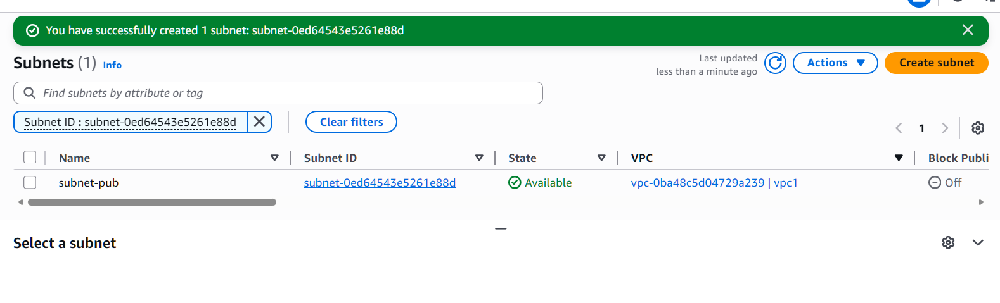 You have successfully created 1 subnet: subnet-0ed64543e5261e88d
Subnets (1) Info
Last updated
less than a minute ago
Actions
Create subnet
Find subnets by attribute or tag
Subnet ID : subnet-0ed64543e5261e88d
Clear filters
1
Name Subnet ID State VPC Block Publi
subnet-pub subnet-0ed64543e5261e88d Available vpc-0ba48c5d04729a239 | vpc1 Off
Select a subnet